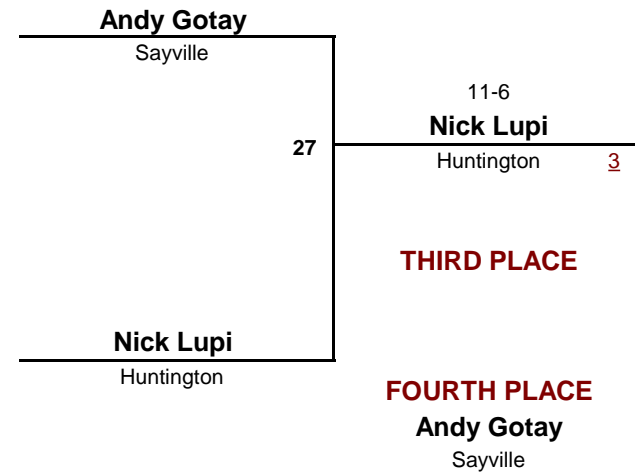 Andy Gotay
Sayville
11-6
Nick Lupi
27
Huntington 3
THIRD PLACE
Nick Lupi
Huntington
FOURTH PLACE
Andy Gotay
Sayville